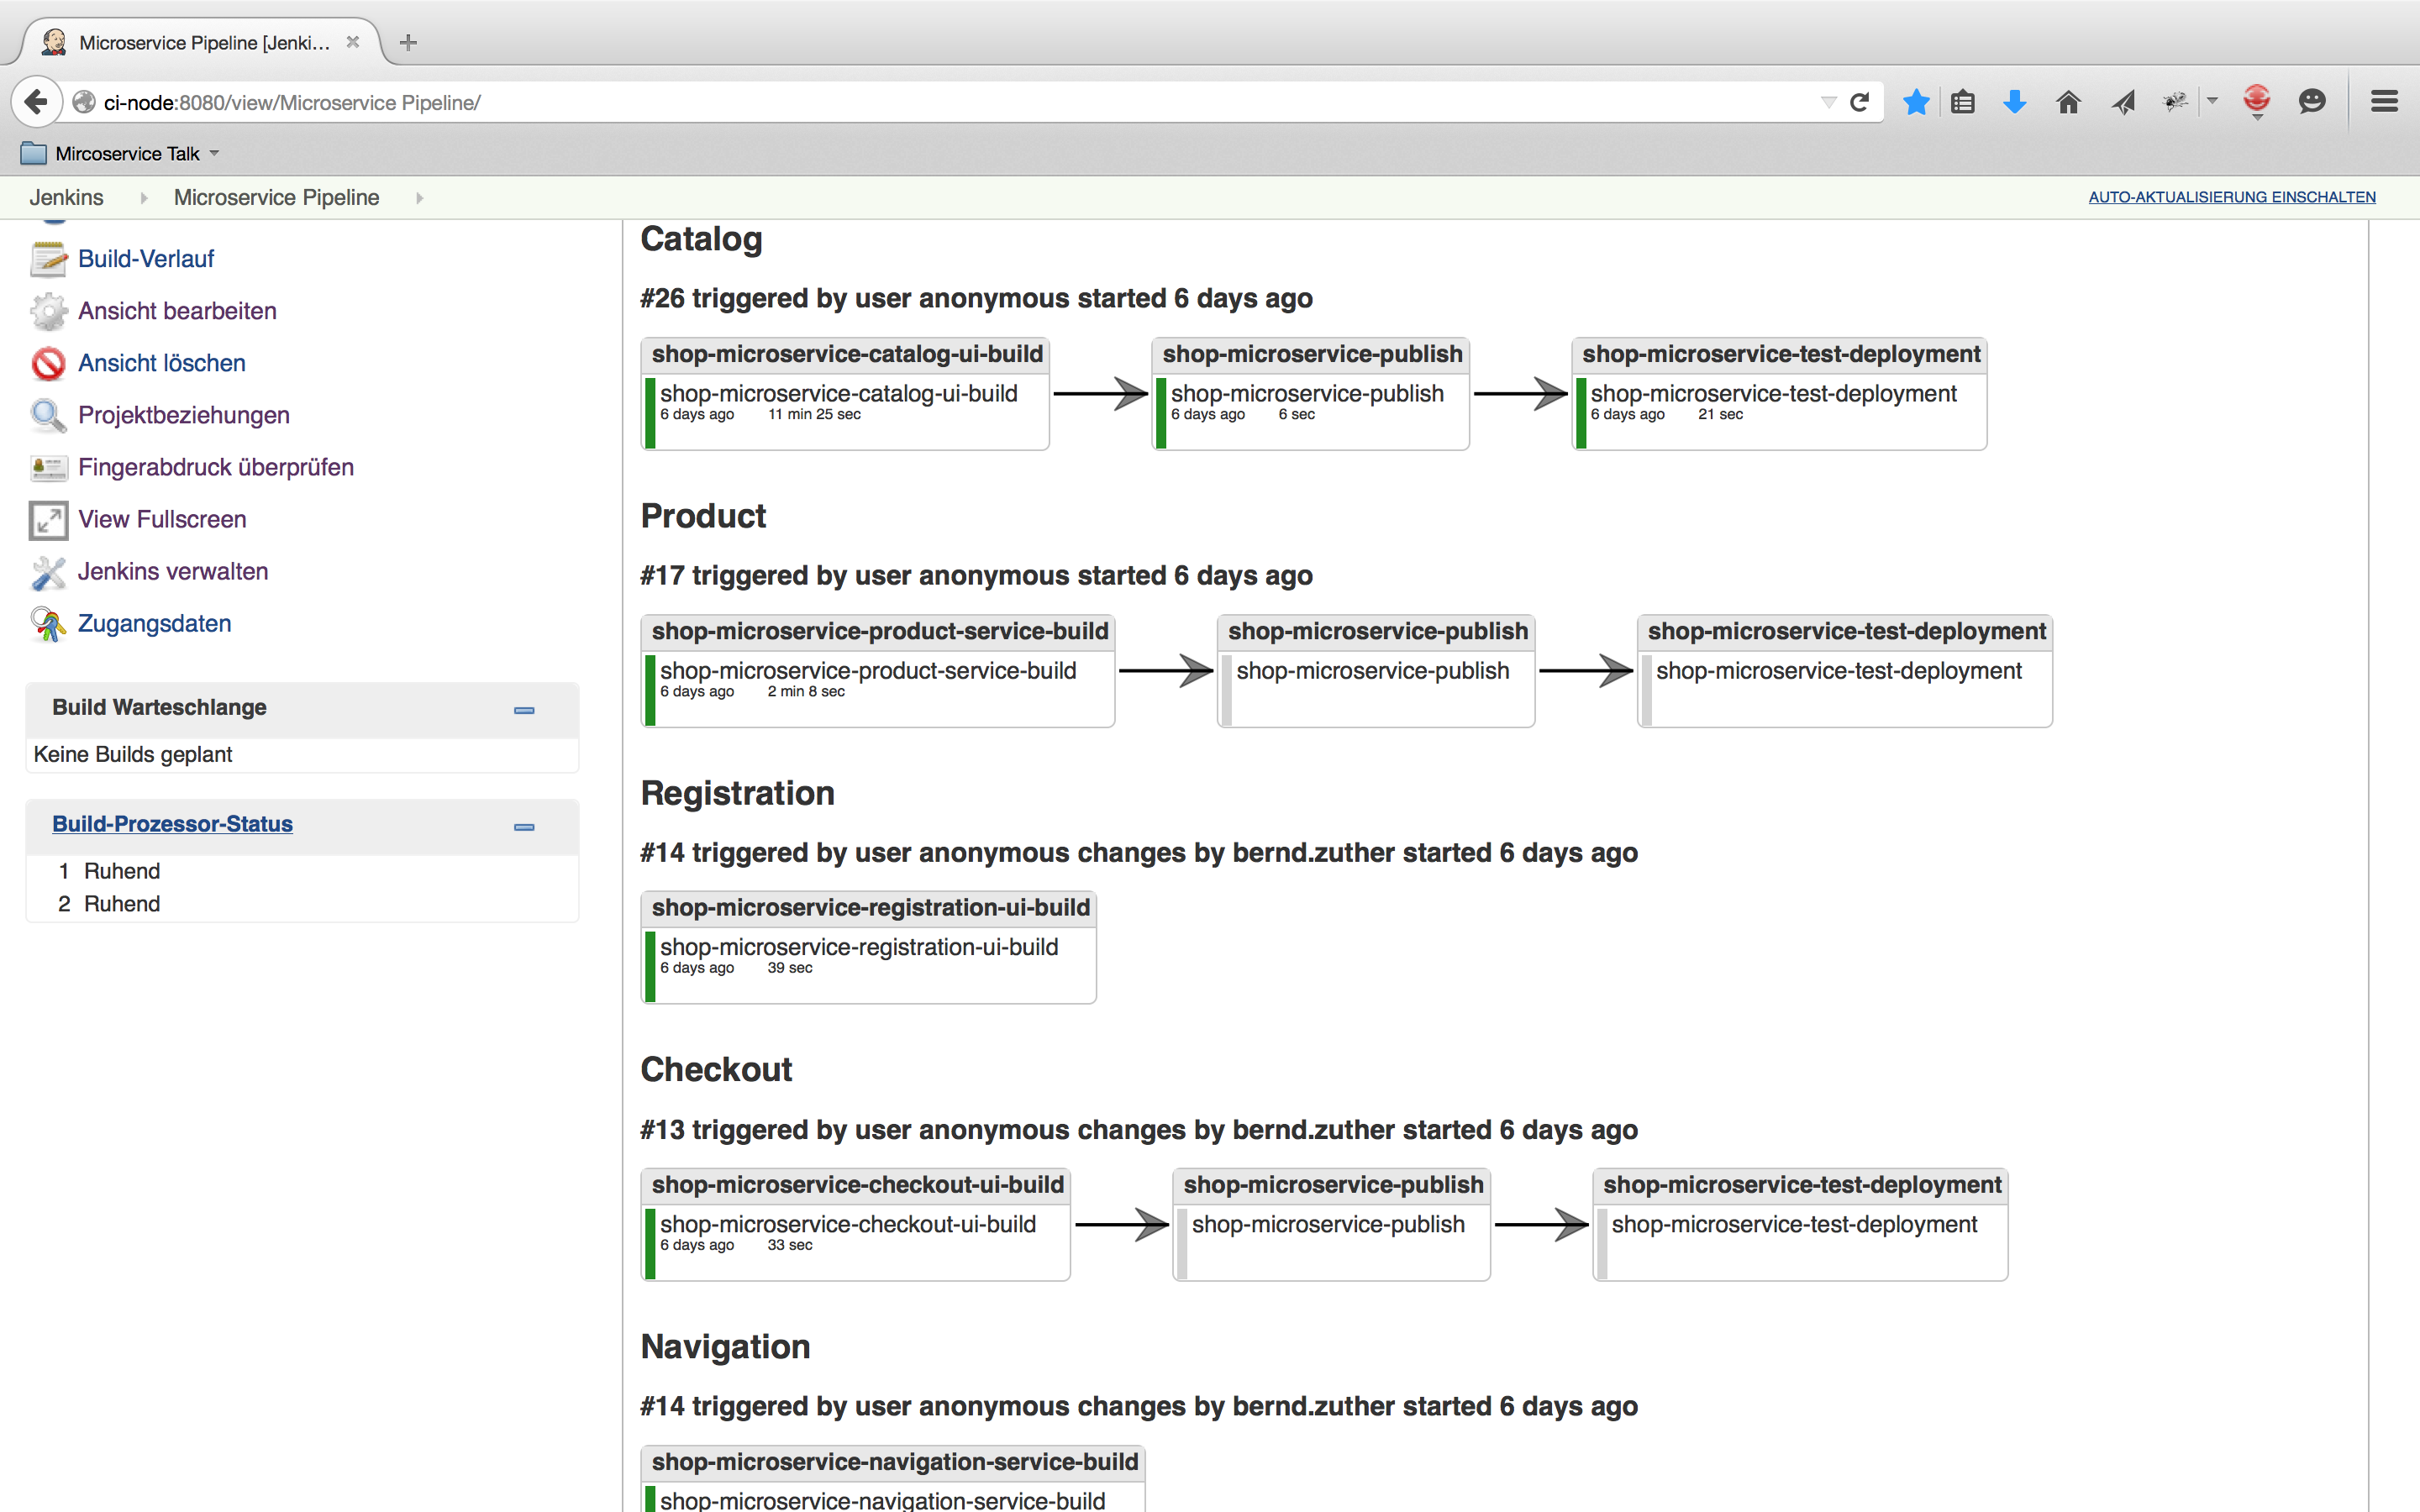 Microservice Pipeline [Jenki...
ci-node:8080/view/Microservice Pipeline/
Mircoservice Talk
Jenkins Microservice Pipeline AUTO-AKTUALISIERUNG EINSCHALTEN
Build-Verlauf
Ansicht bearbeiten
Ansicht löschen
Projektbeziehungen
Fingerabdruck überprüfen
View Fullscreen
Jenkins verwalten
Zugangsdaten
Build Warteschlange
Keine Builds geplant
Build-Prozessor-Status
1 Ruhend
2 Ruhend
Catalog
#26 triggered by user anonymous started 6 days ago
shop-microservice-catalog-ui-build shop-microservice-publish shop-microservice-test-deployment
shop-microservice-catalog-ui-build shop-microservice-publish shop-microservice-test-deployment
6 days ago 11 min 25 sec 6 days ago 6 sec 6 days ago 21 sec
Product
#17 triggered by user anonymous started 6 days ago
shop-microservice-product-service-build shop-microservice-publish shop-microservice-test-deployment
shop-microservice-product-service-build shop-microservice-publish shop-microservice-test-deployment
6 days ago 2 min 8 sec
Registration
#14 triggered by user anonymous changes by bernd.zuther started 6 days ago
shop-microservice-registration-ui-build
shop-microservice-registration-ui-build
6 days ago 39 sec
Checkout
#13 triggered by user anonymous changes by bernd.zuther started 6 days ago
shop-microservice-checkout-ui-build shop-microservice-publish shop-microservice-test-deployment
shop-microservice-checkout-ui-build shop-microservice-publish shop-microservice-test-deployment
6 days ago 33 sec
Navigation
#14 triggered by user anonymous changes by bernd.zuther started 6 days ago
shop-microservice-navigation-service-build
shop-microservice-navigation-service-build